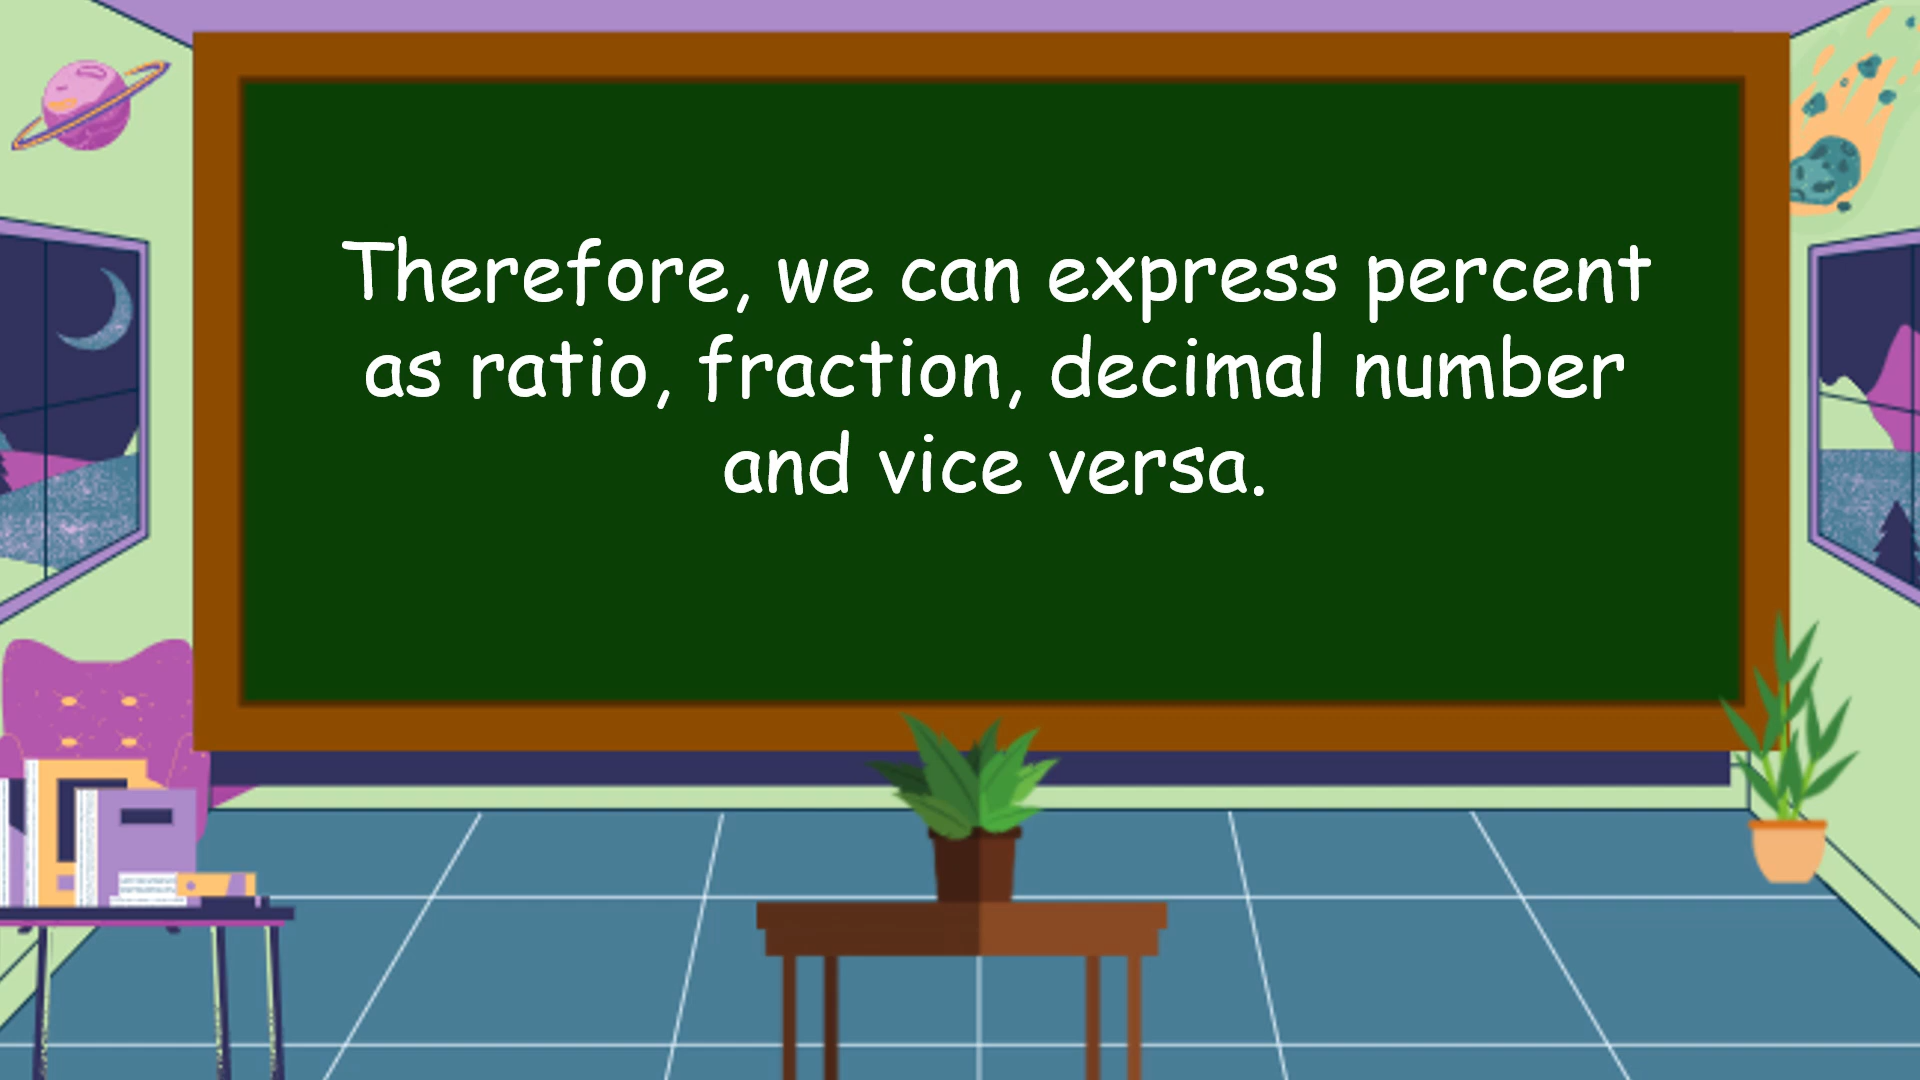 Therefore, we can express percent
as ratio, fraction, decimal number
and vice versa.